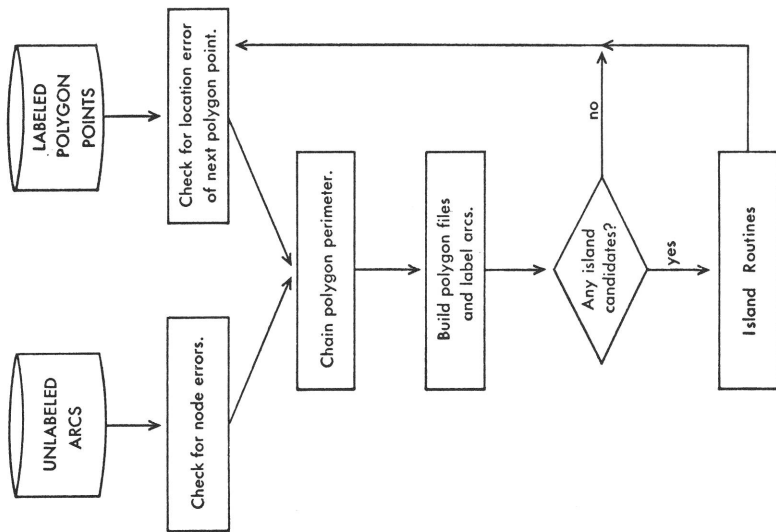 UNLABELED
ARCS
LABELED
POLYGON
POINTS
Check for node errors.
Check for location error
of next polygon point.
Chain polygon perimeter.
Build polygon files
and label arcs.
Any island
candidates?
no
yes
Island Routines